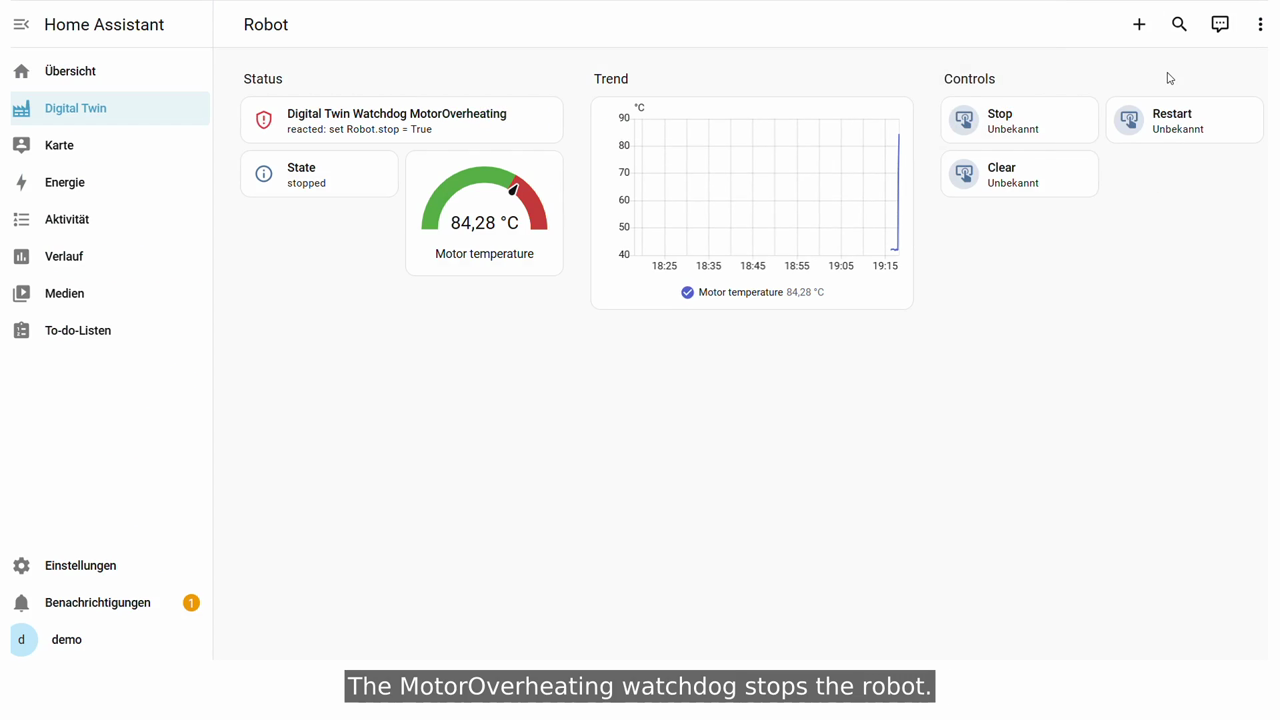 Home Assistant
Robot
Übersicht
Digital Twin
Karte
Energie
Aktivität
Verlauf
Medien
To-do-Listen
Einstellungen
Benachrichtigungen 1
d demo
Status
Digital Twin Watchdog MotorOverheating
reacted: set Robot.stop = True
State
stopped
84,28 °C
Motor temperature
Trend
°C
90
80
70
60
50
40
18:25 18:35 18:45 18:55 19:05 19:15
Motor temperature 84,28 °C
Controls
Stop
Unbekannt
Restart
Unbekannt
Clear
Unbekannt
The MotorOverheating watchdog stops the robot.